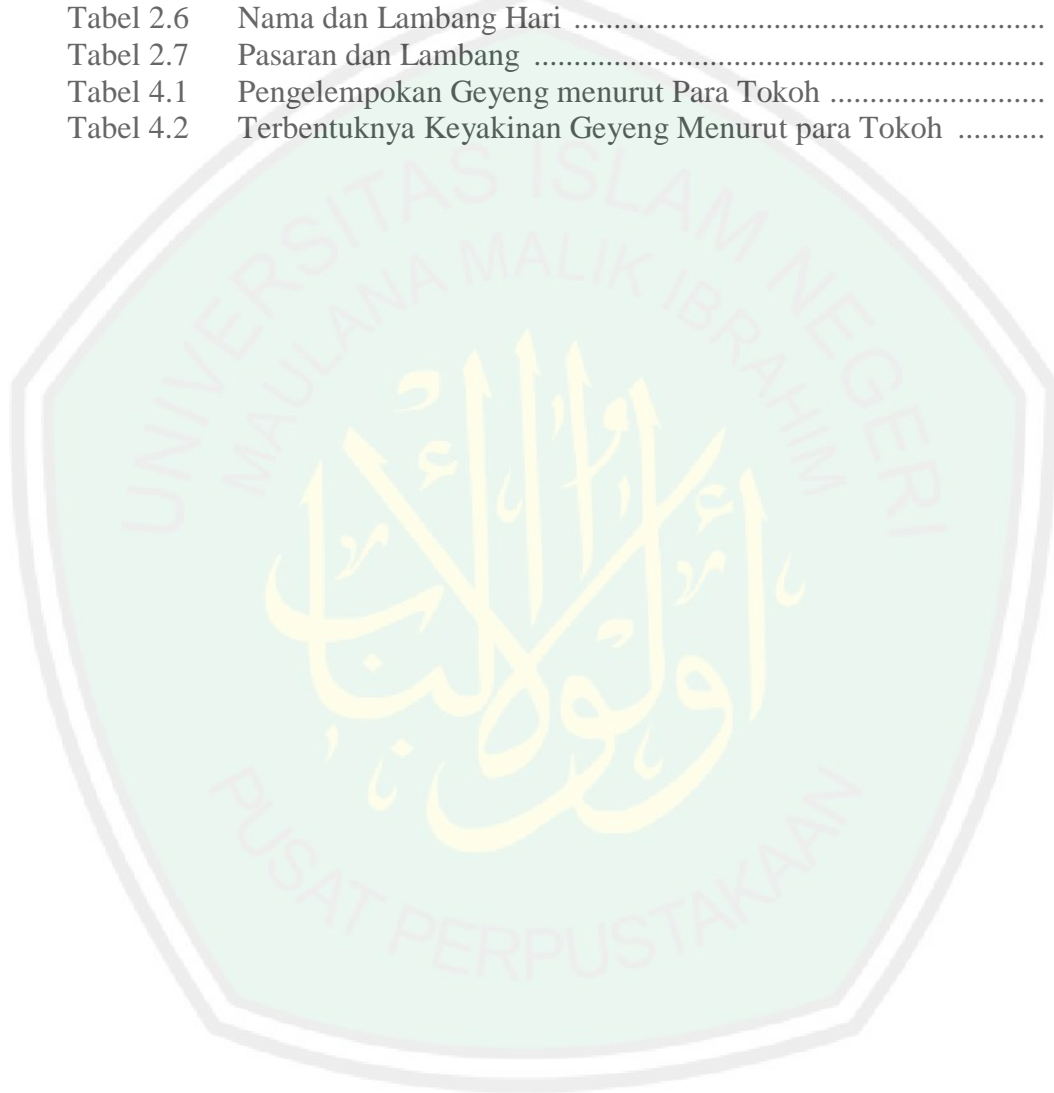 Tabel 2.6 Nama dan Lambang Hari ..........................................................
Tabel 2.7 Pasaran dan Lambang ................................................................
Tabel 4.1 Pengelempokan Geyeng menurut Para Tokoh ..........................
Tabel 4.2 Terbentuknya Keyakinan Geyeng Menurut para Tokoh ...........
UNIVERSITAS ISLAM NEGERI
MAULANA MALIK IBRAHIM
أولوا الألباب
PUSAT PERPUSTAKAAN